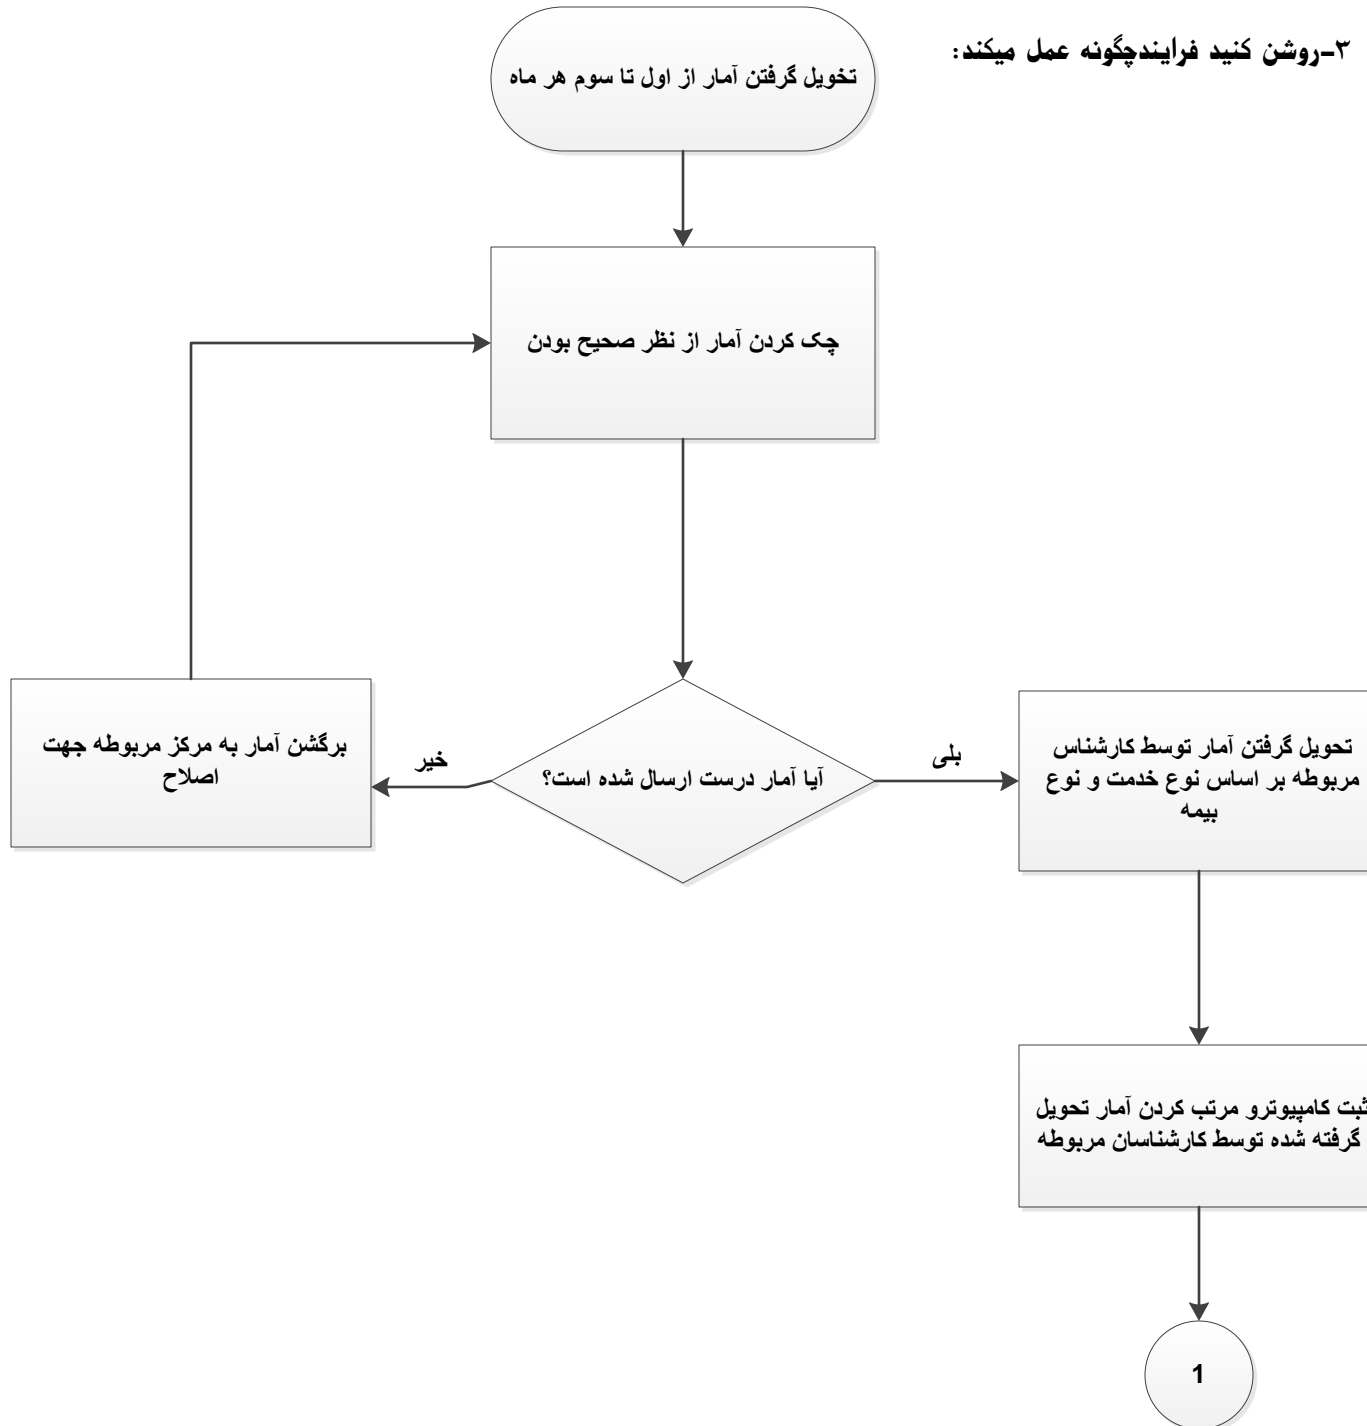 ۳-روشن کنید فرایندچگونه عمل میکند:
تخویل گرفتن آمار از اول تا سوم هر ماه
چک کردن آمار از نظر صحیح بودن
آیا آمار درست ارسال شده است؟
خیر
برگشن آمار به مرکز مربوطه جهت
اصلاح
بلی
تحویل گرفتن آمار توسط کارشناس
مربوطه بر اساس نوع خدمت و نوع
بیمه
ثبت کامپیوترو مرتب کردن آمار تحویل
گرفته شده توسط کارشناسان مربوطه
1